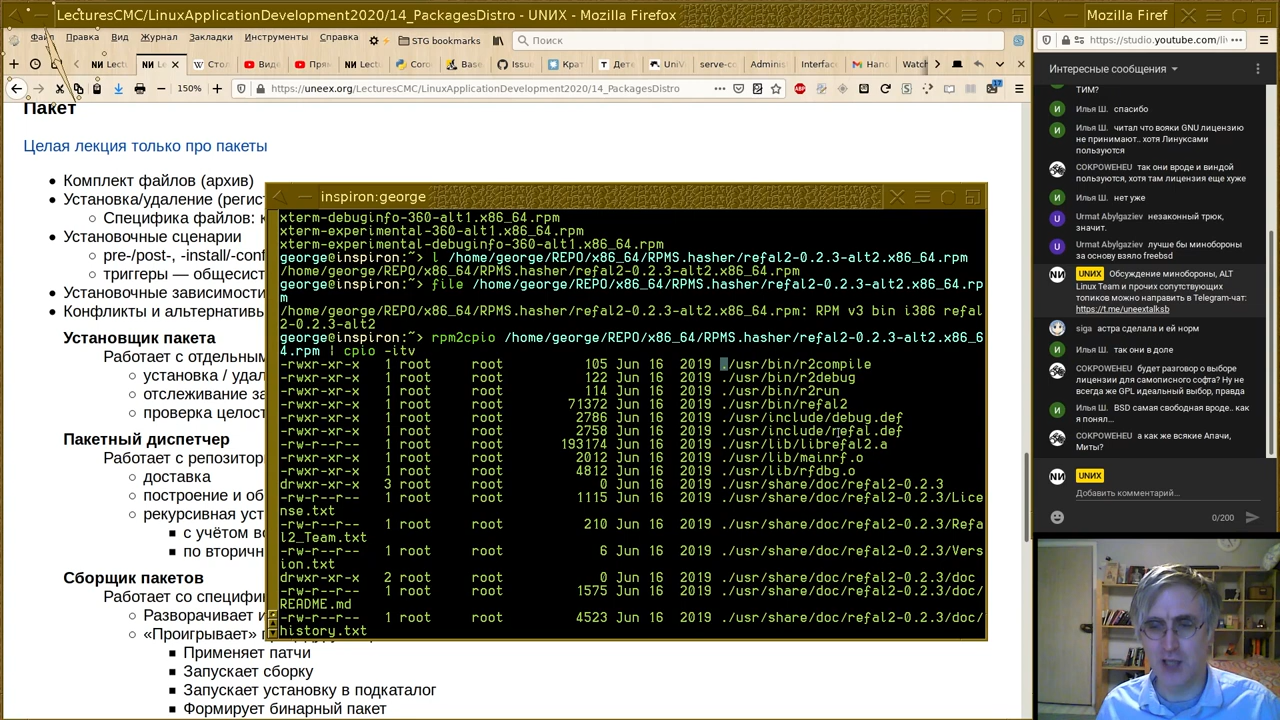 LecturesCMC/LinuxApplicationDevelopment2020/14_PackagesDistro - UNИX - Mozilla Firefox
Файл Правка Вид Журнал Закладки Инструменты Справка
STG bookmarks
Поиск
150%
https://uneex.org/LecturesCMC/LinuxApplicationDevelopment2020/14_PackagesDistro
Пакет
Целая лекция только про пакеты
Комплект файлов (архив)
Установка/удаление (регист
Специфика файлов:
Установочные сценарии
pre-/post-, -install/-conf
триггеры — общесист
Установочные зависимости
Конфликты и альтернативы
Установщик пакета
Работает с отдельным
установка / удал
отслеживание за
проверка целост
Пакетный диспетчер
Работает с репозитор
доставка
построение и об
рекурсивная уст
с учётом во
по вторичн
Сборщик пакетов
Работает со специфи
Разворачивает и
«Проигрывает»
Применяет патчи
Запускает сборку
Запускает установку в подкаталог
Формирует бинарный пакет
inspiron:george
xterm-debuginfo-360-alt1.x86_64.rpm
xterm-experimental-360-alt1.x86_64.rpm
xterm-experimental-debuginfo-360-alt1.x86_64.rpm
george@inspiron:~> l /home/george/REPO/x86_64/RPMS.hasher/refal2-0.2.3-alt2.x86_64.rpm
/home/george/REPO/x86_64/RPMS.hasher/refal2-0.2.3-alt2.x86_64.rpm
george@inspiron:~> file /home/george/REPO/x86_64/RPMS.hasher/refal2-0.2.3-alt2.x86_64.rp
m
/home/george/REPO/x86_64/RPMS.hasher/refal2-0.2.3-alt2.x86_64.rpm: RPM v3 bin i386 refal
2-0.2.3-alt2
george@inspiron:~> rpm2cpio /home/george/REPO/x86_64/RPMS.hasher/refal2-0.2.3-alt2.x86_6
4.rpm | cpio -itv
-rwxr-xr-x 1 root root 105 Jun 16 2019 ./usr/bin/r2compile
-rwxr-xr-x 1 root root 122 Jun 16 2019 ./usr/bin/r2debug
-rwxr-xr-x 1 root root 114 Jun 16 2019 ./usr/bin/r2run
-rwxr-xr-x 1 root root 71372 Jun 16 2019 ./usr/bin/refal2
-rw-r--r-- 1 root root 2786 Jun 16 2019 ./usr/include/debug.def
-rw-r--r-- 1 root root 2758 Jun 16 2019 ./usr/include/refal.def
-rw-r--r-- 1 root root 193174 Jun 16 2019 ./usr/lib/librefal2.a
-rw-r--r-- 1 root root 2012 Jun 16 2019 ./usr/lib/mainrf.o
-rw-r--r-- 1 root root 4812 Jun 16 2019 ./usr/lib/rfdbg.o
drwxr-xr-x 3 root root 0 Jun 16 2019 ./usr/share/doc/refal2-0.2.3
-rw-r--r-- 1 root root 1115 Jun 16 2019 ./usr/share/doc/refal2-0.2.3/Lice
nse.txt
-rw-r--r-- 1 root root 210 Jun 16 2019 ./usr/share/doc/refal2-0.2.3/Refa
l2_Team.txt
-rw-r--r-- 1 root root 6 Jun 16 2019 ./usr/share/doc/refal2-0.2.3/Vers
ion.txt
drwxr-xr-x 2 root root 0 Jun 16 2019 ./usr/share/doc/refal2-0.2.3/doc
-rw-r--r-- 1 root root 1575 Jun 16 2019 ./usr/share/doc/refal2-0.2.3/doc/
README.md
-rw-r--r-- 1 root root 4523 Jun 16 2019 ./usr/share/doc/refal2-0.2.3/doc/
history.txt
Mozilla Firef
https://studio.youtube.com/li
Интересные сообщения
ТИМ?
Илья Ш. спасибо
Илья Ш. читал что вояки GNU лицензию
не принимают.. хотя Линуксами
пользуются
COKPOWEHEU так они вроде и виндой
пользуются, хотя там лицензия еще хуже
Илья Ш. нет уже
Urmat Abylgaziev незаконный трюк,
значит.
Urmat Abylgaziev лучше бы минобороны
за основу взяло freebsd
UNИX Обсуждение минобороны, ALT
Linux Team и прочих сопутствующих
топиков можно направить в Telegram-чат:
https://t.me/uneextalksb
siga астра сделала и ей норм
Илья Ш. так они в доле
COKPOWEHEU будет разговор о выборе
лицензии для самописного софта? Ну не
всегда же GPL идеальный выбор, правда
Илья Ш. BSD самая свободная вроде.. как
я понял...
COKPOWEHEU а как же всякие Апачи,
Миты?
UNИX
Добавить комментарий...
0/200